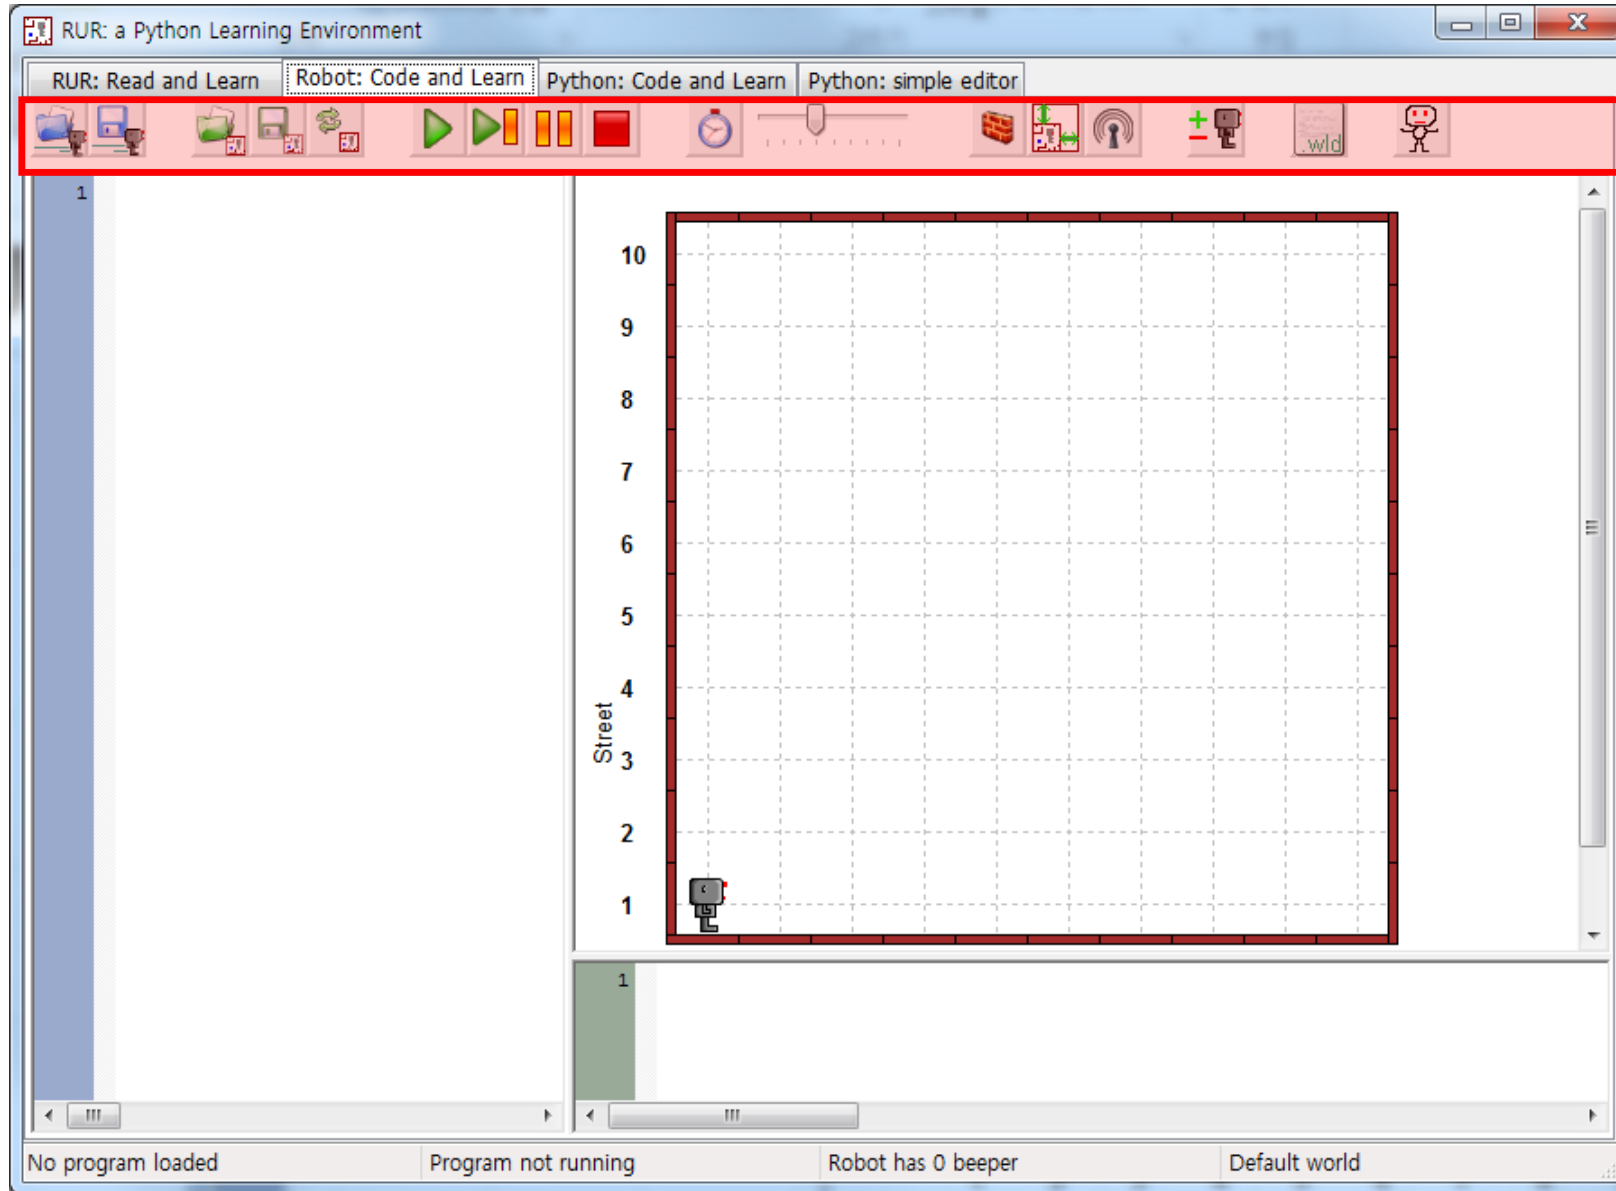 RUR: a Python Learning Environment
RUR: Read and Learn Robot: Code and Learn Python: Code and Learn Python: simple editor
.wld
1
10
9
8
7
6
5
4
Street
3
2
1
1
No program loaded Program not running Robot has 0 beeper Default world